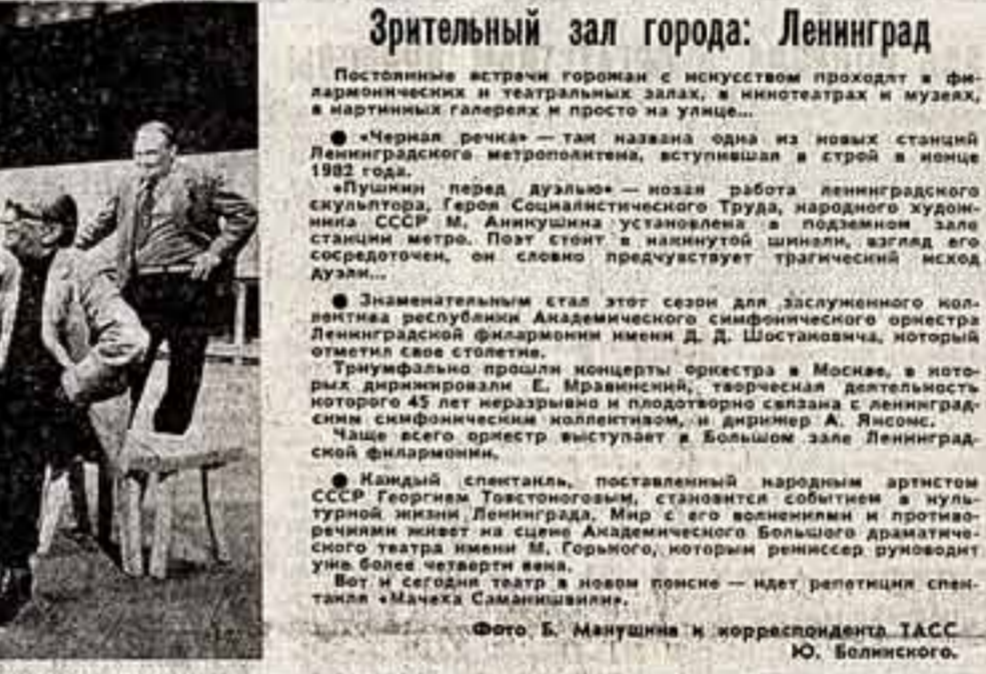 Зрительный зал города: Ленинград
Постоянные встречи горожан с искусством проходят в фи-
лармонических и театральных залах, в кинотеатрах и музеях,
в картинных галереях и просто на улице...
● «Черная речка» — так названа одна из новых станций
Ленинградского метрополитена, вступившая в строй в конце
1982 года.
«Пушкин перед дуэлью» — новая работа ленинградского
скульптора, Героя Социалистического Труда, народного худож-
ника СССР М. Аникушина установлена в подземном зале
станции метро. Поэт стоит в накинутой шинели, взгляд его
сосредоточен, он словно предчувствует трагический исход
дуэли...
● Знаменательным стал этот сезон для заслуженного кол-
лектива республики Академического симфонического оркестра
Ленинградской филармонии имени Д. Д. Шостаковича, который
отметил свое столетие.
Триумфально прошли концерты оркестра в Москве, в кото-
рых дирижировали Е. Мравинский, творческая деятельность
которого 45 лет неразрывно и плодотворно связана с ленинград-
ским симфоническим коллективом, и дирижер А. Янсонс.
Чаще всего оркестр выступает в Большом зале Ленинград-
ской филармонии.
● Каждый спектакль, поставленный народным артистом
СССР Георгием Товстоноговым, становится событием в куль-
турной жизни Ленинграда. Мир с его волнениями и противо-
речиями живет на сцене Академического Большого драматиче-
ского театра имени М. Горького, которым режиссер руководит
уже более четверти века.
Вот и сегодня театр в новом поиске — идет репетиция спек-
такля «Мачеха Саманишвили».
Фото Б. Манушина и корреспондента ТАСС
Ю. Белинского.